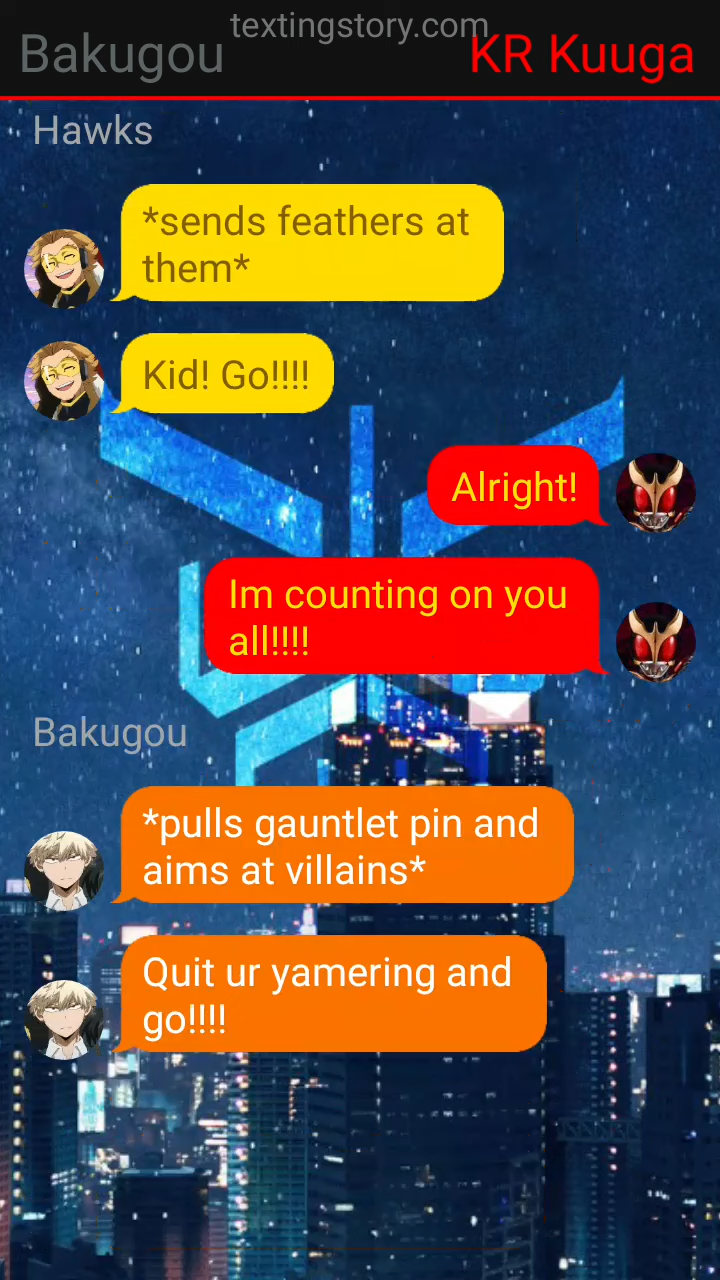 textingstory.com
Bakugou
KR Kuuga
Hawks
*sends feathers at
them*
Kid! Go!!!!
Alright!
Im counting on you
all!!!!
Bakugou
*pulls gauntlet pin and
aims at villains*
Quit ur yamering and
go!!!!